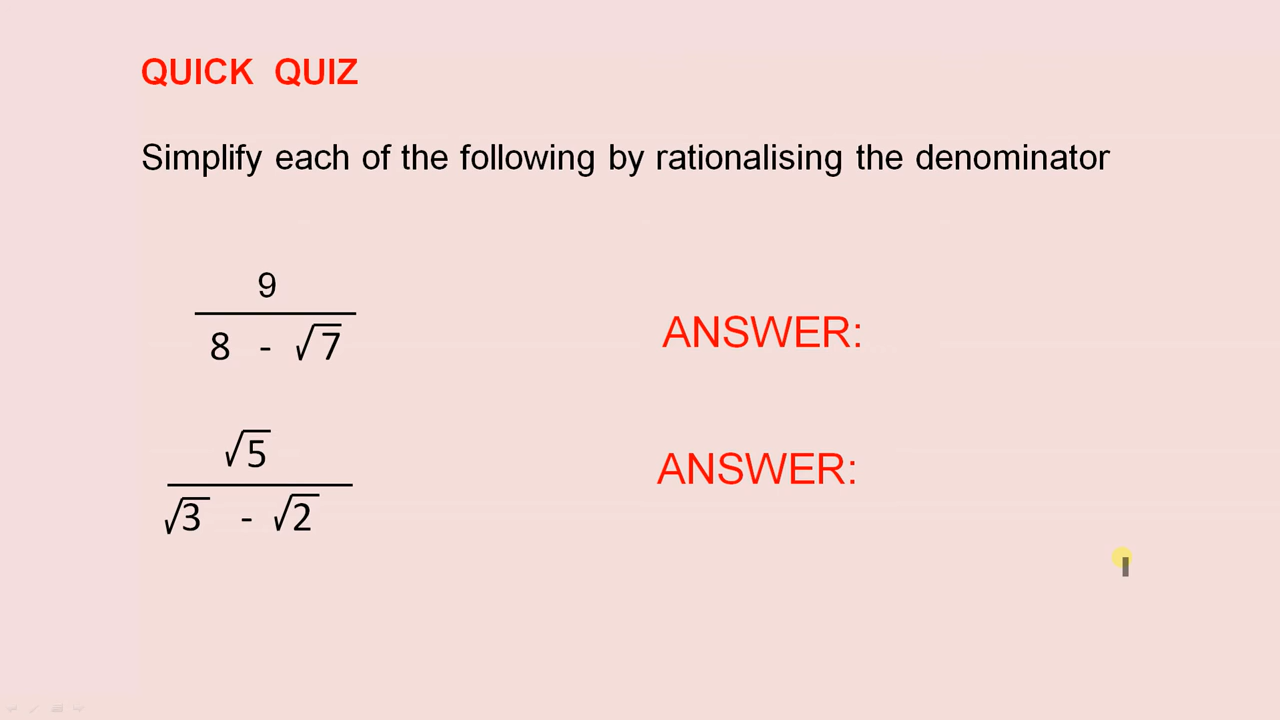 QUICK QUIZ
Simplify each of the following by rationalising the denominator
9
8 - √7
ANSWER:
√5
√3 - √2
ANSWER: